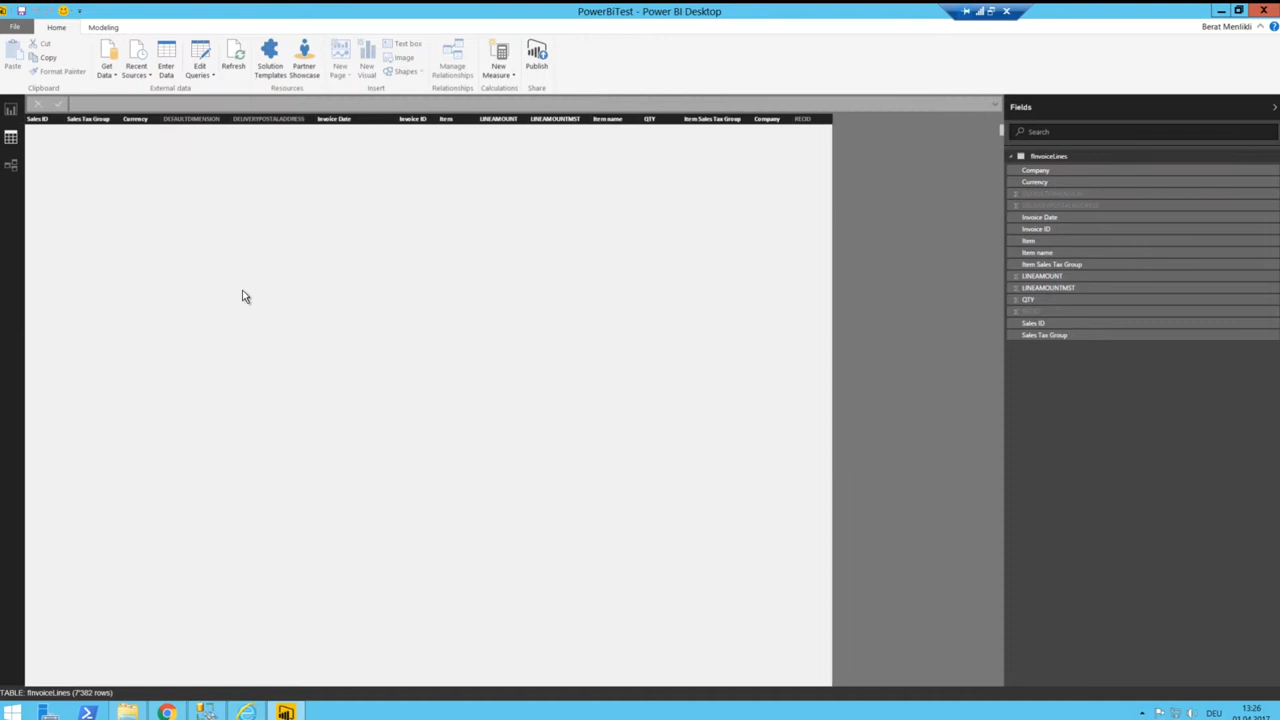 PowerBiTest - Power BI Desktop
File
Home
Modeling
Berat Menlikli
Paste
Cut
Copy
Format Painter
Get Data
Recent Sources
Enter Data
Edit Queries
Refresh
Solution Templates
Partner Showcase
New Page
New Visual
Text box
Image
Shapes
Manage Relationships
New Measure
Publish
Clipboard
External data
Resources
Insert
Relationships
Calculations
Share
Sales ID
Sales Tax Group
Currency
DEFAULTDIMENSION
DELIVERYPOSTALADDRESS
Invoice Date
Invoice ID
Item
LINEAMOUNT
LINEAMOUNTMST
Item name
QTY
Item Sales Tax Group
Company
RECID
Fields
Search
fInvoiceLines
Company
Currency
Invoice Date
Invoice ID
Item
Item name
Item Sales Tax Group
LINEAMOUNT
LINEAMOUNTMST
QTY
RECID
Sales ID
Sales Tax Group
TABLE: fInvoiceLines (7'382 rows)
DEU
13:26
01.04.2017